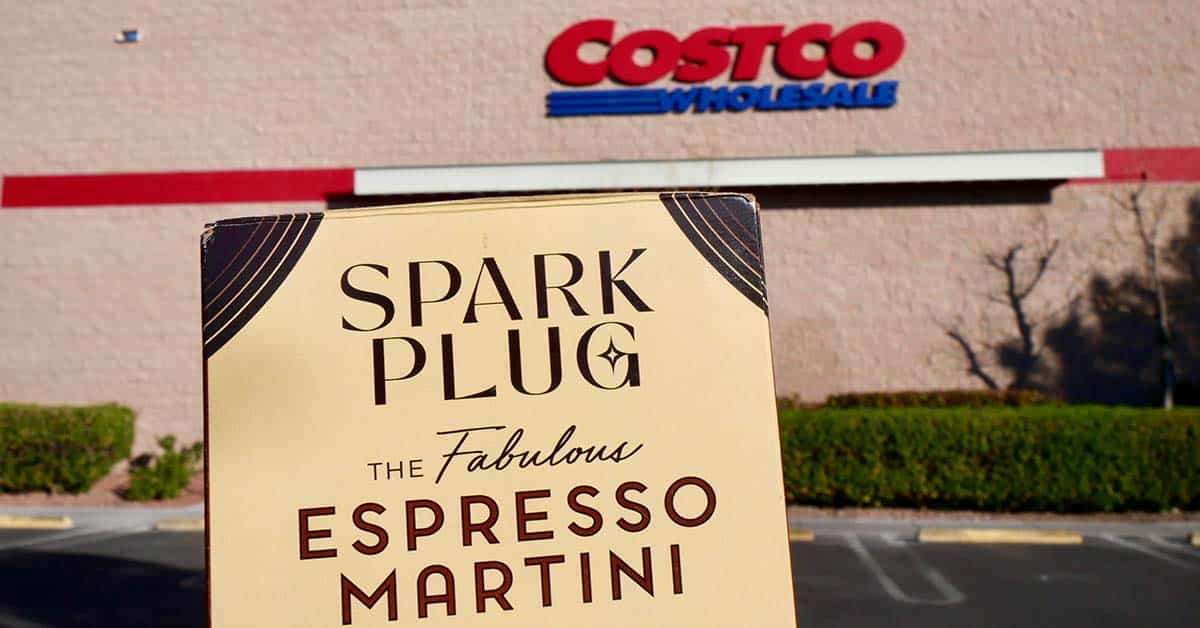 COSTCO
WHOLESALE
SPARK
PLUG
THE Fabulous
ESPRESSO
MARTINI